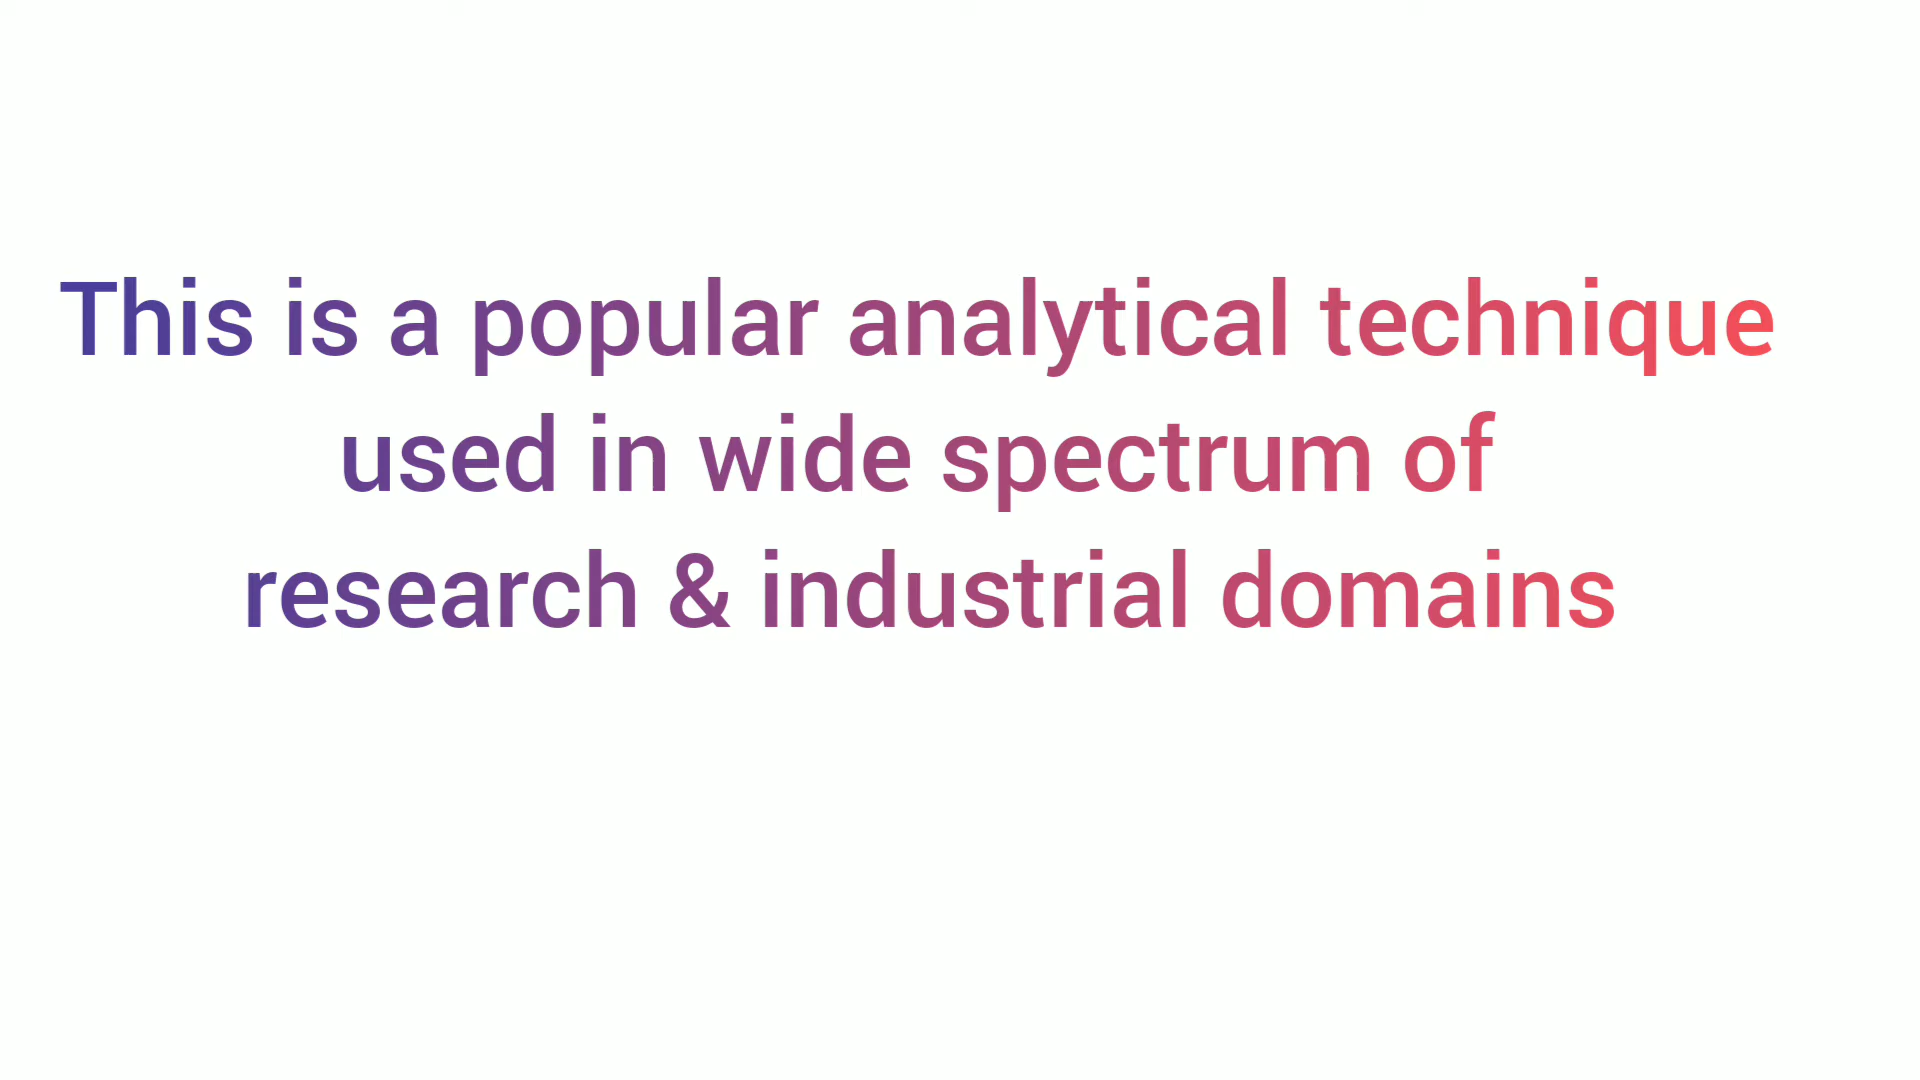 This is a popular analytical technique
used in wide spectrum of
research & industrial domains